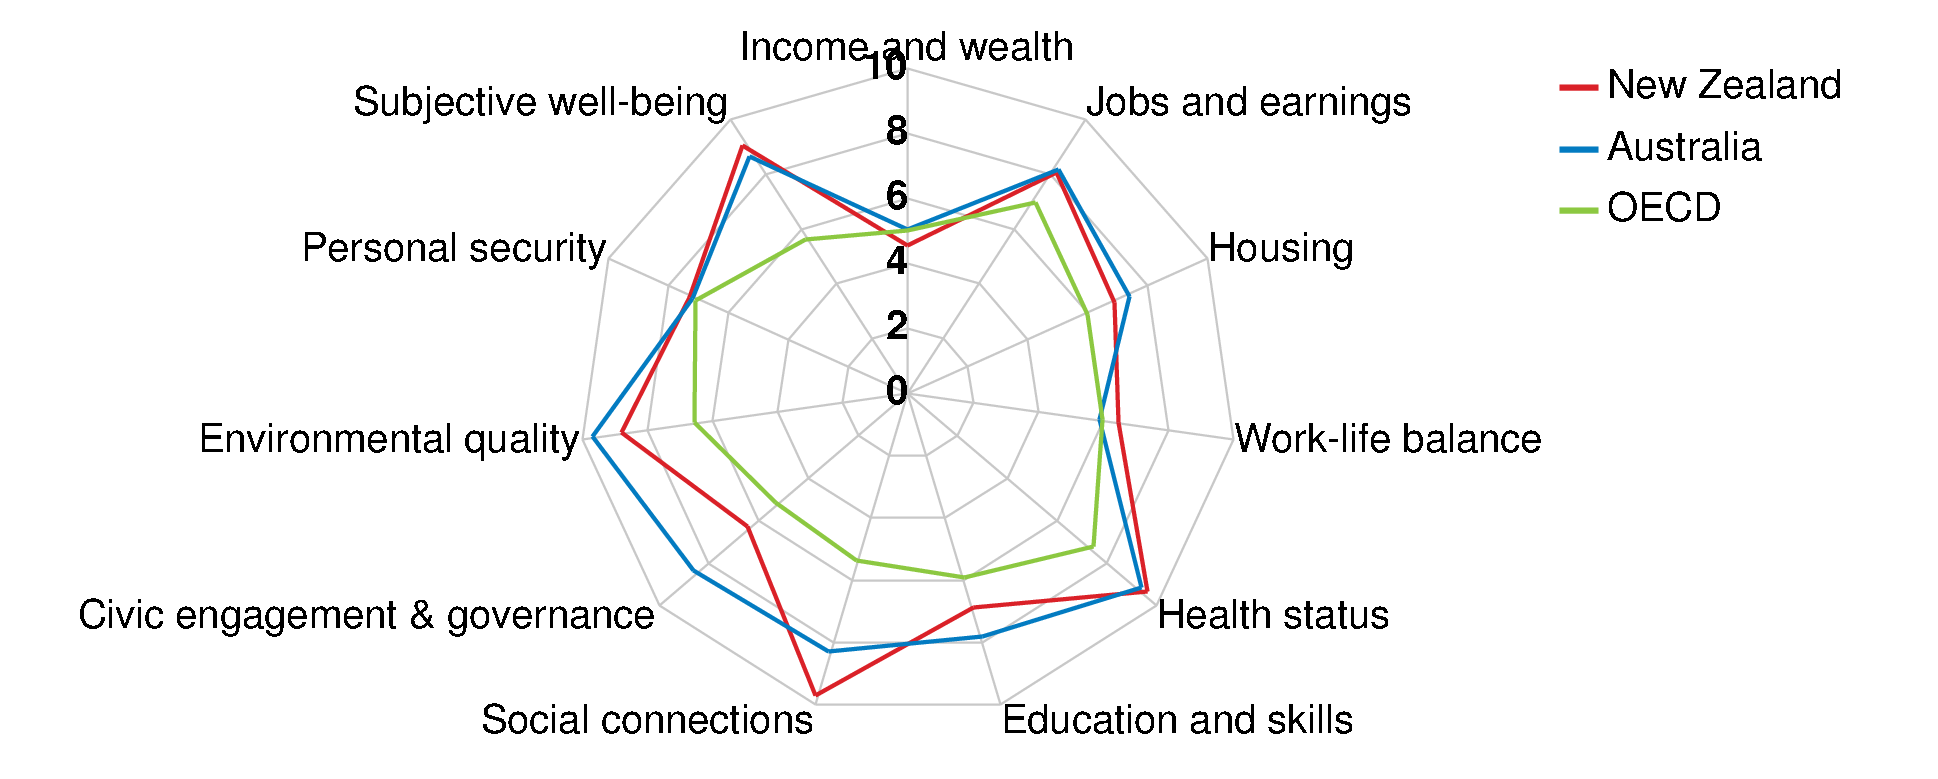 Income and wealth
Jobs and earnings
Housing
Work-life balance
Health status
Education and skills
Social connections
Civic engagement & governance
Environmental quality
Personal security
Subjective well-being
10
8
6
4
2
0
New Zealand
Australia
OECD